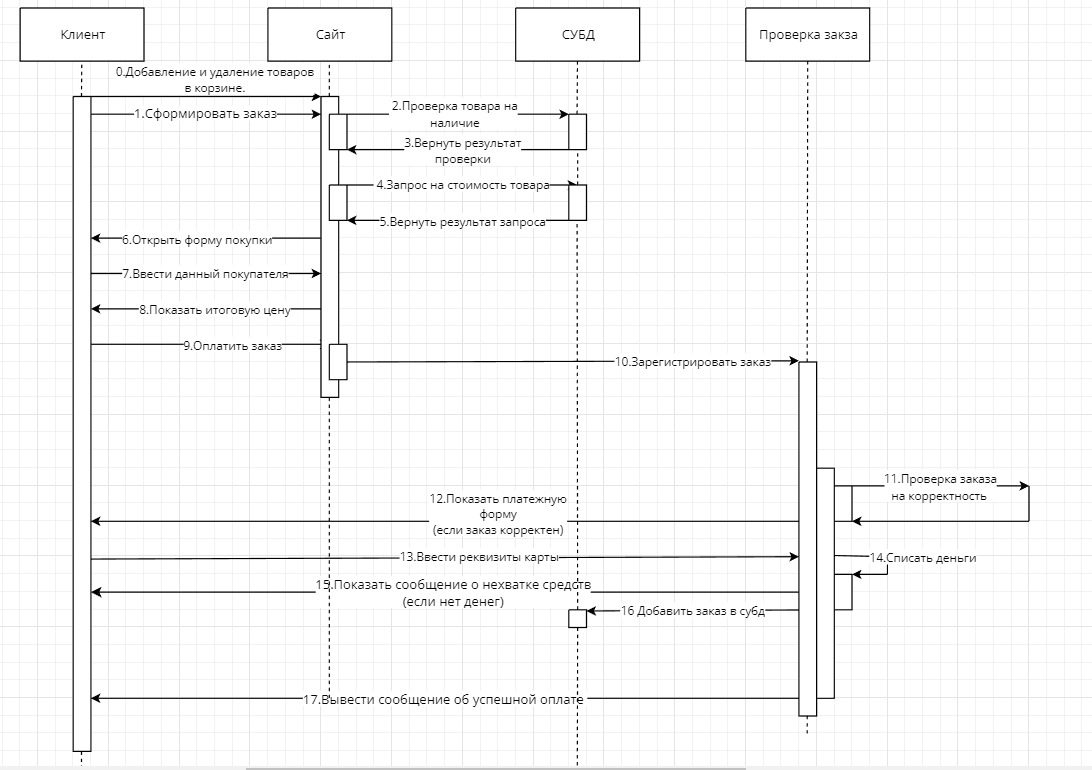 Клиент
Сайт
СУБД
Проверка закза
0.Добавление и удаление товаров
в корзине.
1.Сформировать заказ
2.Проверка товара на
наличие
3.Вернуть результат
проверки
4.Запрос на стоимость товара
5.Вернуть результат запроса
6.Открыть форму покупки
7.Ввести данный покупателя
8.Показать итоговую цену
9.Оплатить заказ
10.Зарегистрировать заказ
11.Проверка заказа
на корректность
12.Показать платежную
форму
(если заказ корректен)
13.Ввести реквизиты карты
14.Списать деньги
15.Показать сообщение о нехватке средств
(если нет денег)
16 Добавить заказ в субд
17.Вывести сообщение об успешной оплате